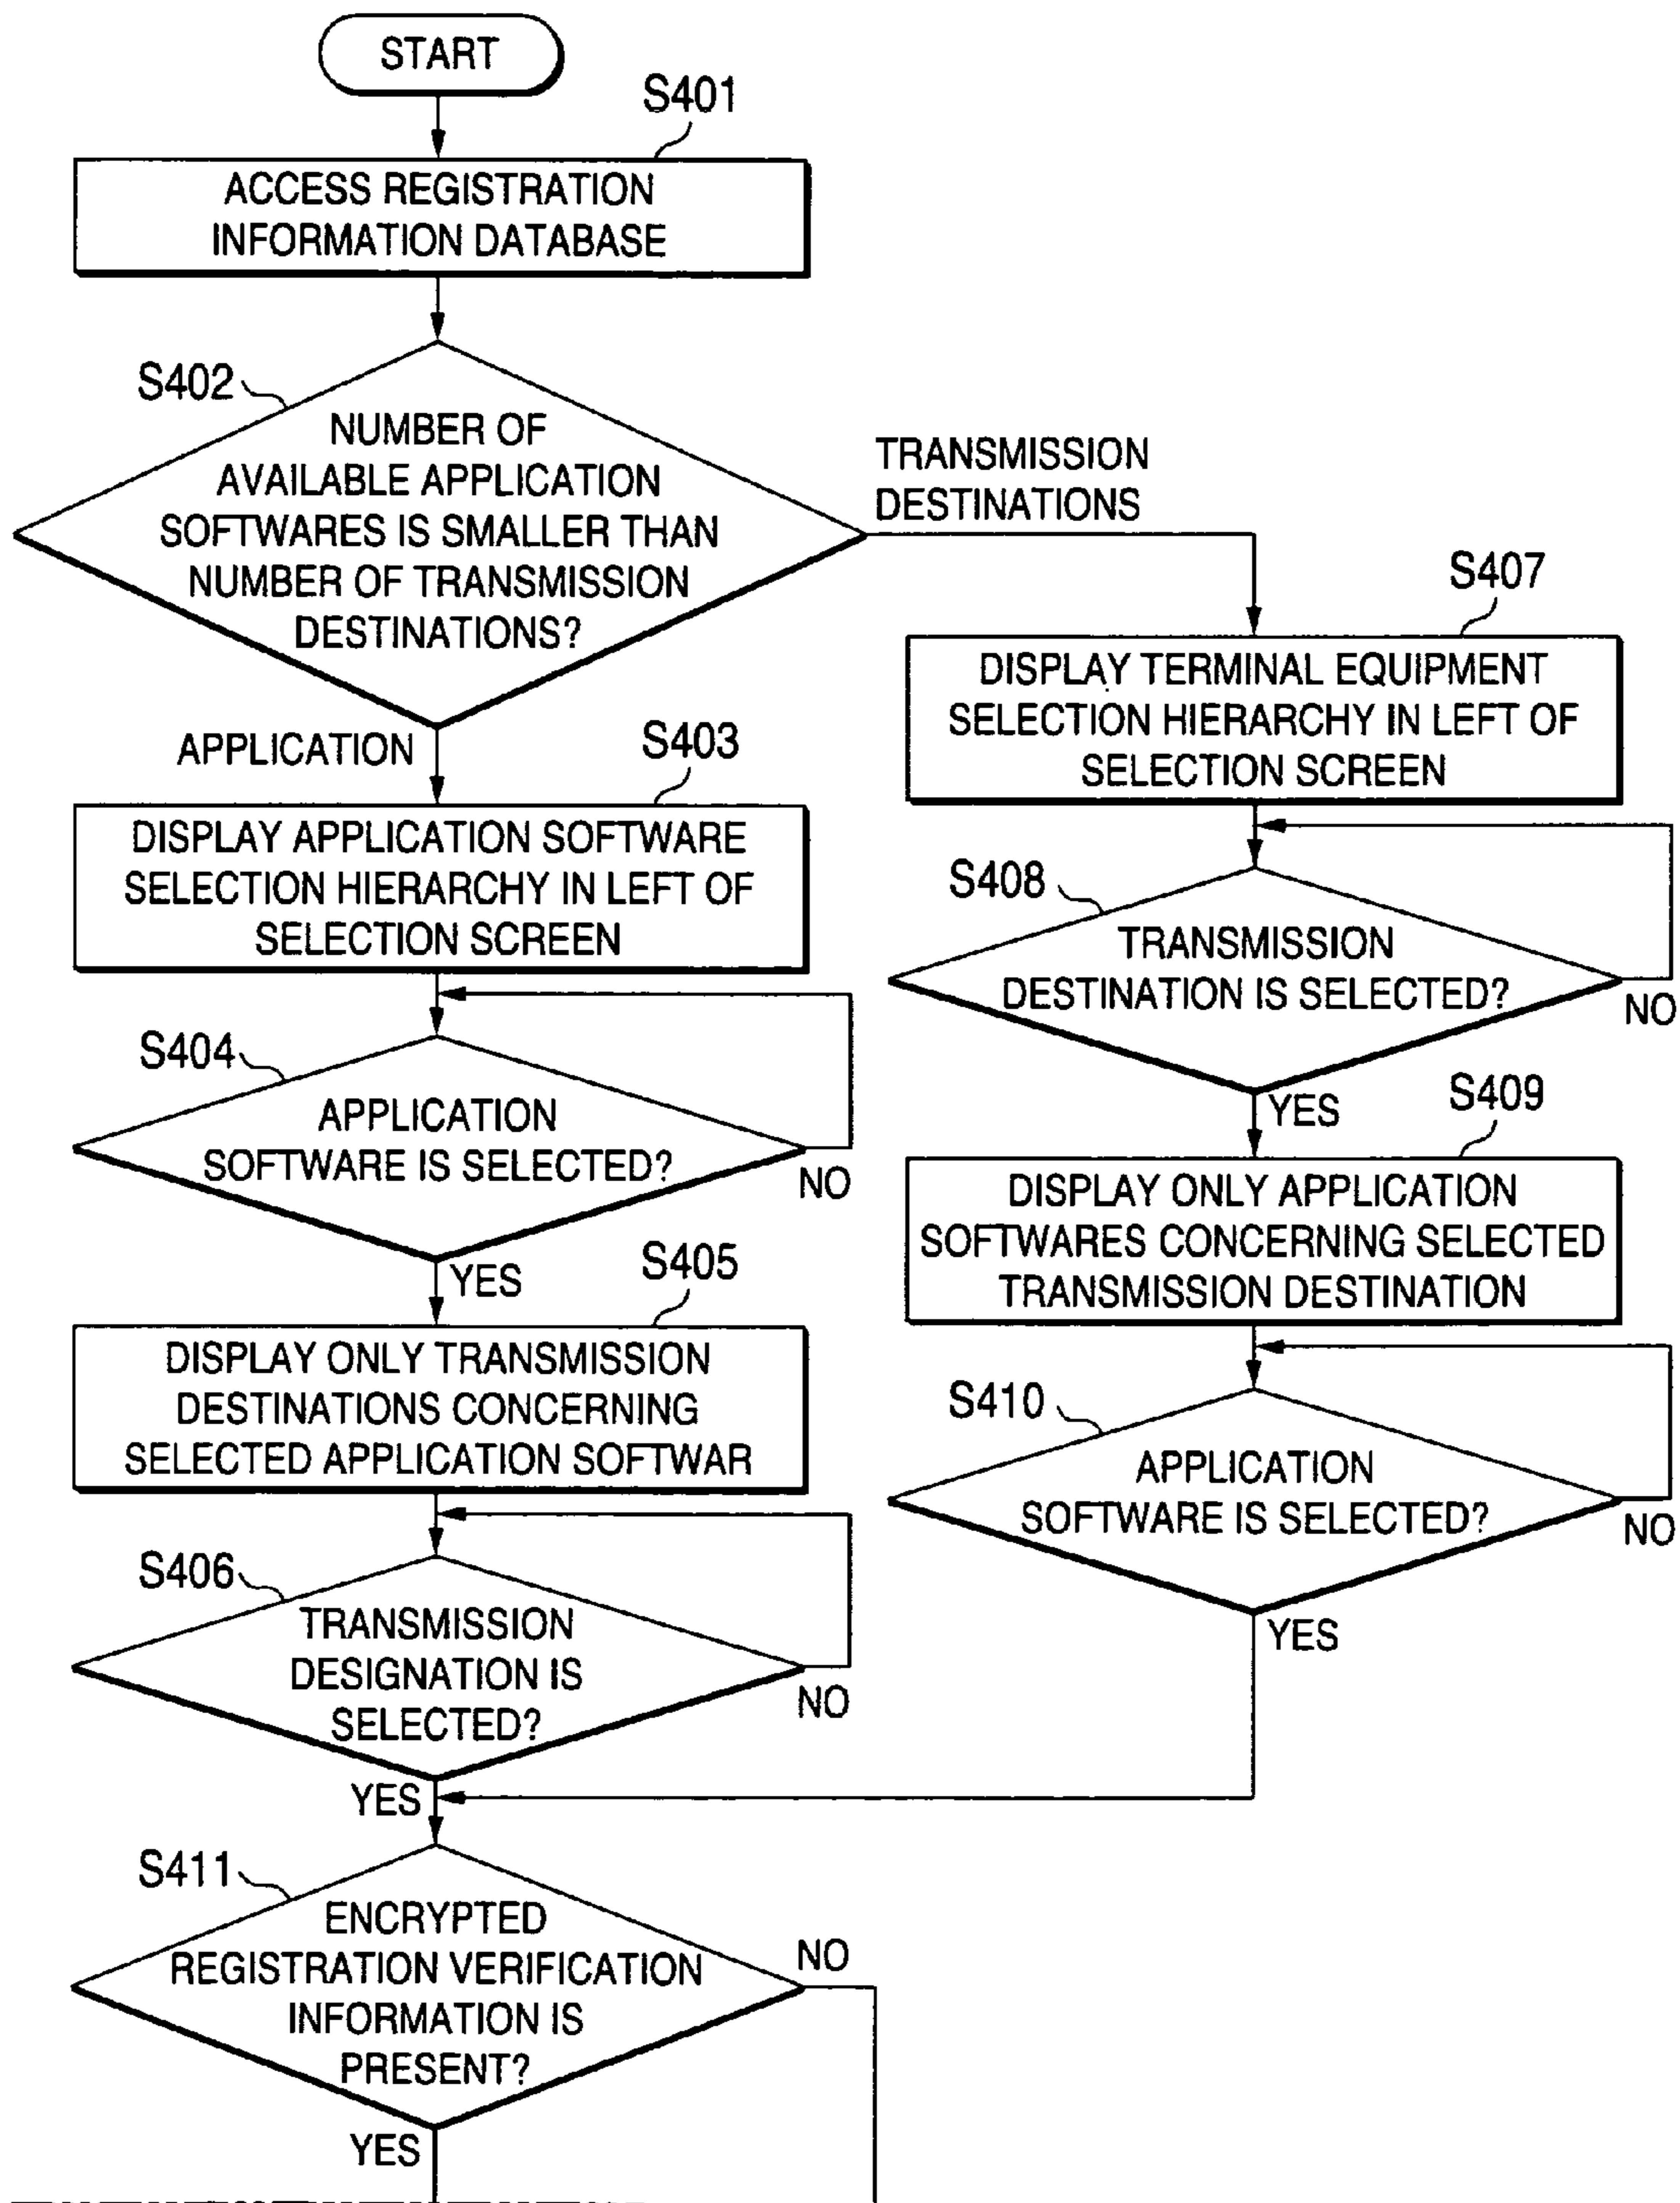 START
S401
ACCESS REGISTRATION
INFORMATION DATABASE
S402
NUMBER OF
AVAILABLE APPLICATION
SOFTWARES IS SMALLER THAN
NUMBER OF TRANSMISSION
DESTINATIONS?
TRANSMISSION
DESTINATIONS
APPLICATION
S403
DISPLAY APPLICATION SOFTWARE
SELECTION HIERARCHY IN LEFT OF
SELECTION SCREEN
S404
APPLICATION
SOFTWARE IS SELECTED?
NO
YES
S405
DISPLAY ONLY TRANSMISSION
DESTINATIONS CONCERNING
SELECTED APPLICATION SOFTWAR
S406
TRANSMISSION
DESIGNATION IS
SELECTED?
NO
YES
S407
DISPLAY TERMINAL EQUIPMENT
SELECTION HIERARCHY IN LEFT OF
SELECTION SCREEN
S408
TRANSMISSION
DESTINATION IS SELECTED?
NO
YES
S409
DISPLAY ONLY APPLICATION
SOFTWARES CONCERNING SELECTED
TRANSMISSION DESTINATION
S410
APPLICATION
SOFTWARE IS SELECTED?
NO
YES
S411
ENCRYPTED
REGISTRATION VERIFICATION
INFORMATION IS
PRESENT?
NO
YES